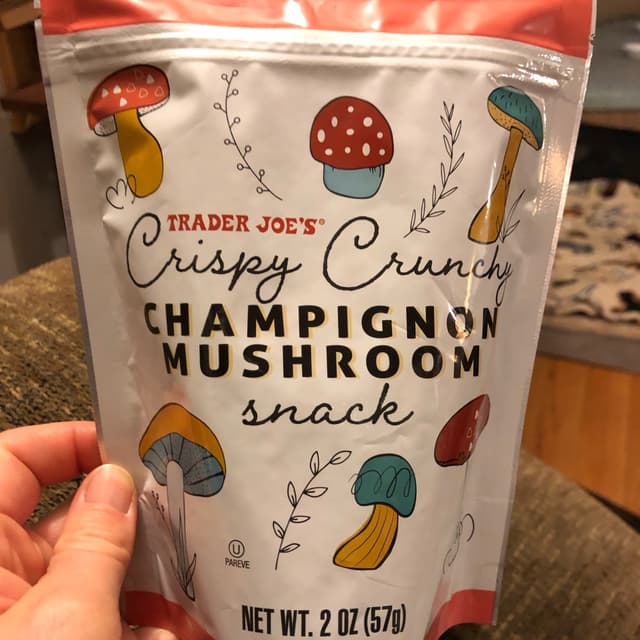 TRADER JOE'S®
Crispy Crunchy
CHAMPIGNON
MUSHROOM
snack
U
PAREVE
NET WT. 2 OZ (57g)